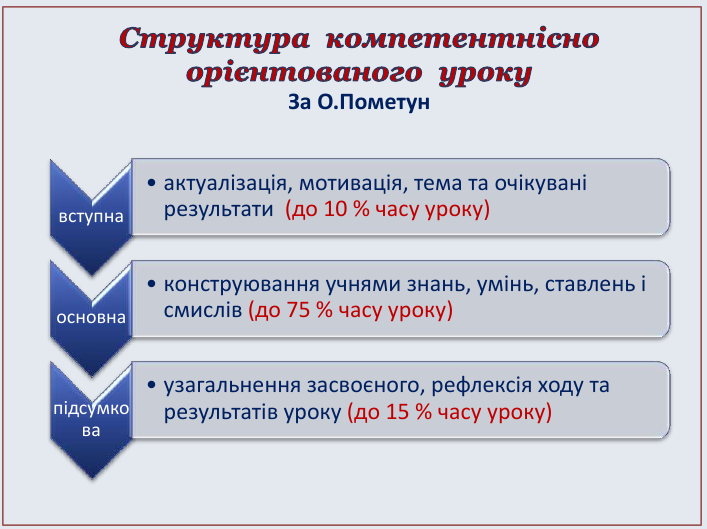 Структура компетентнісно
орієнтованого уроку
За О.Пометун
вступна
• актуалізація, мотивація, тема та очікувані
результати (до 10 % часу уроку)
основна
• конструювання учнями знань, умінь, ставлень і
смислів (до 75 % часу уроку)
підсумко
ва
• узагальнення засвоєного, рефлексія ходу та
результатів уроку (до 15 % часу уроку)